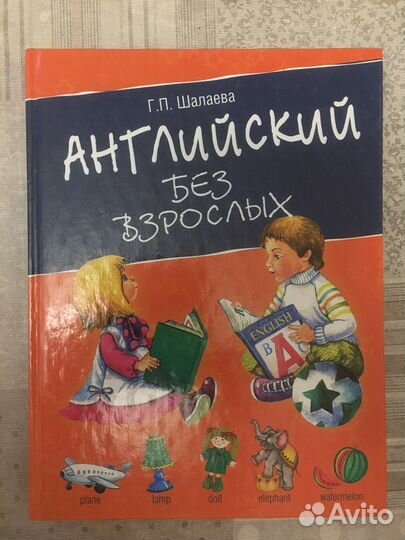 Г.П. Шалаева
АНГЛИЙСКИЙ
БЕЗ
ВЗРОСЛЫХ
A
ENGLISH
B A
plane lamp doll elephant watermelon
Avito